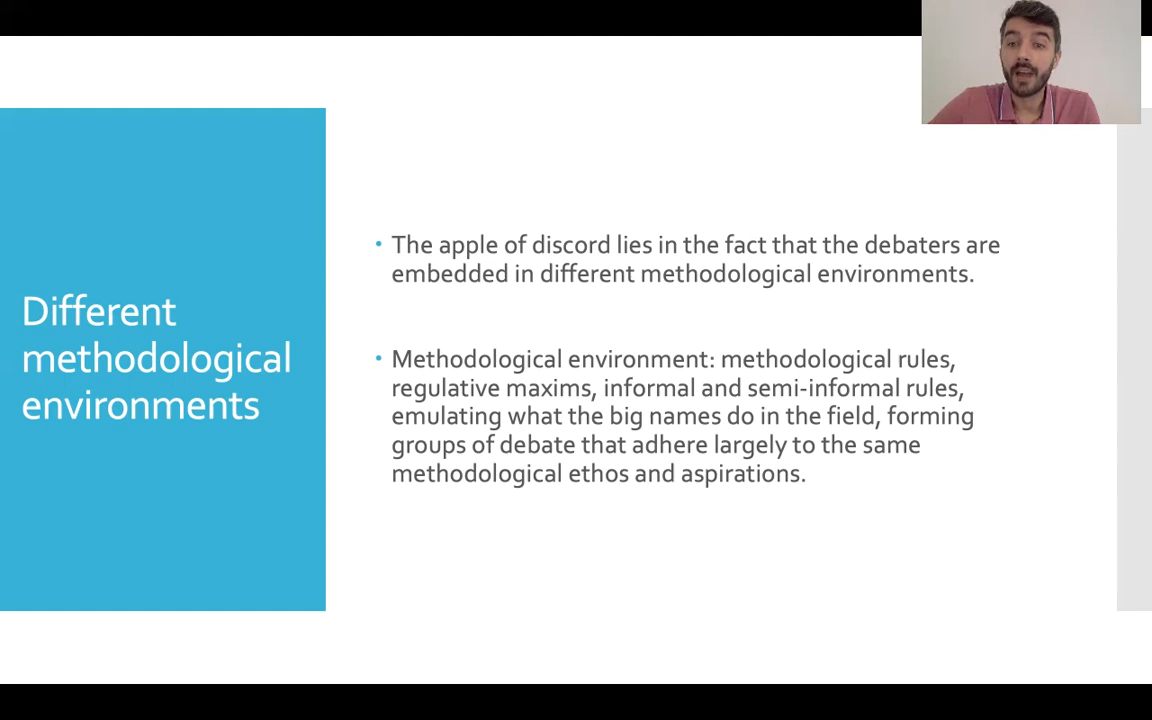 Different
methodological
environments
• The apple of discord lies in the fact that the debaters are
embedded in different methodological environments.
• Methodological environment: methodological rules,
regulative maxims, informal and semi-informal rules,
emulating what the big names do in the field, forming
groups of debate that adhere largely to the same
methodological ethos and aspirations.